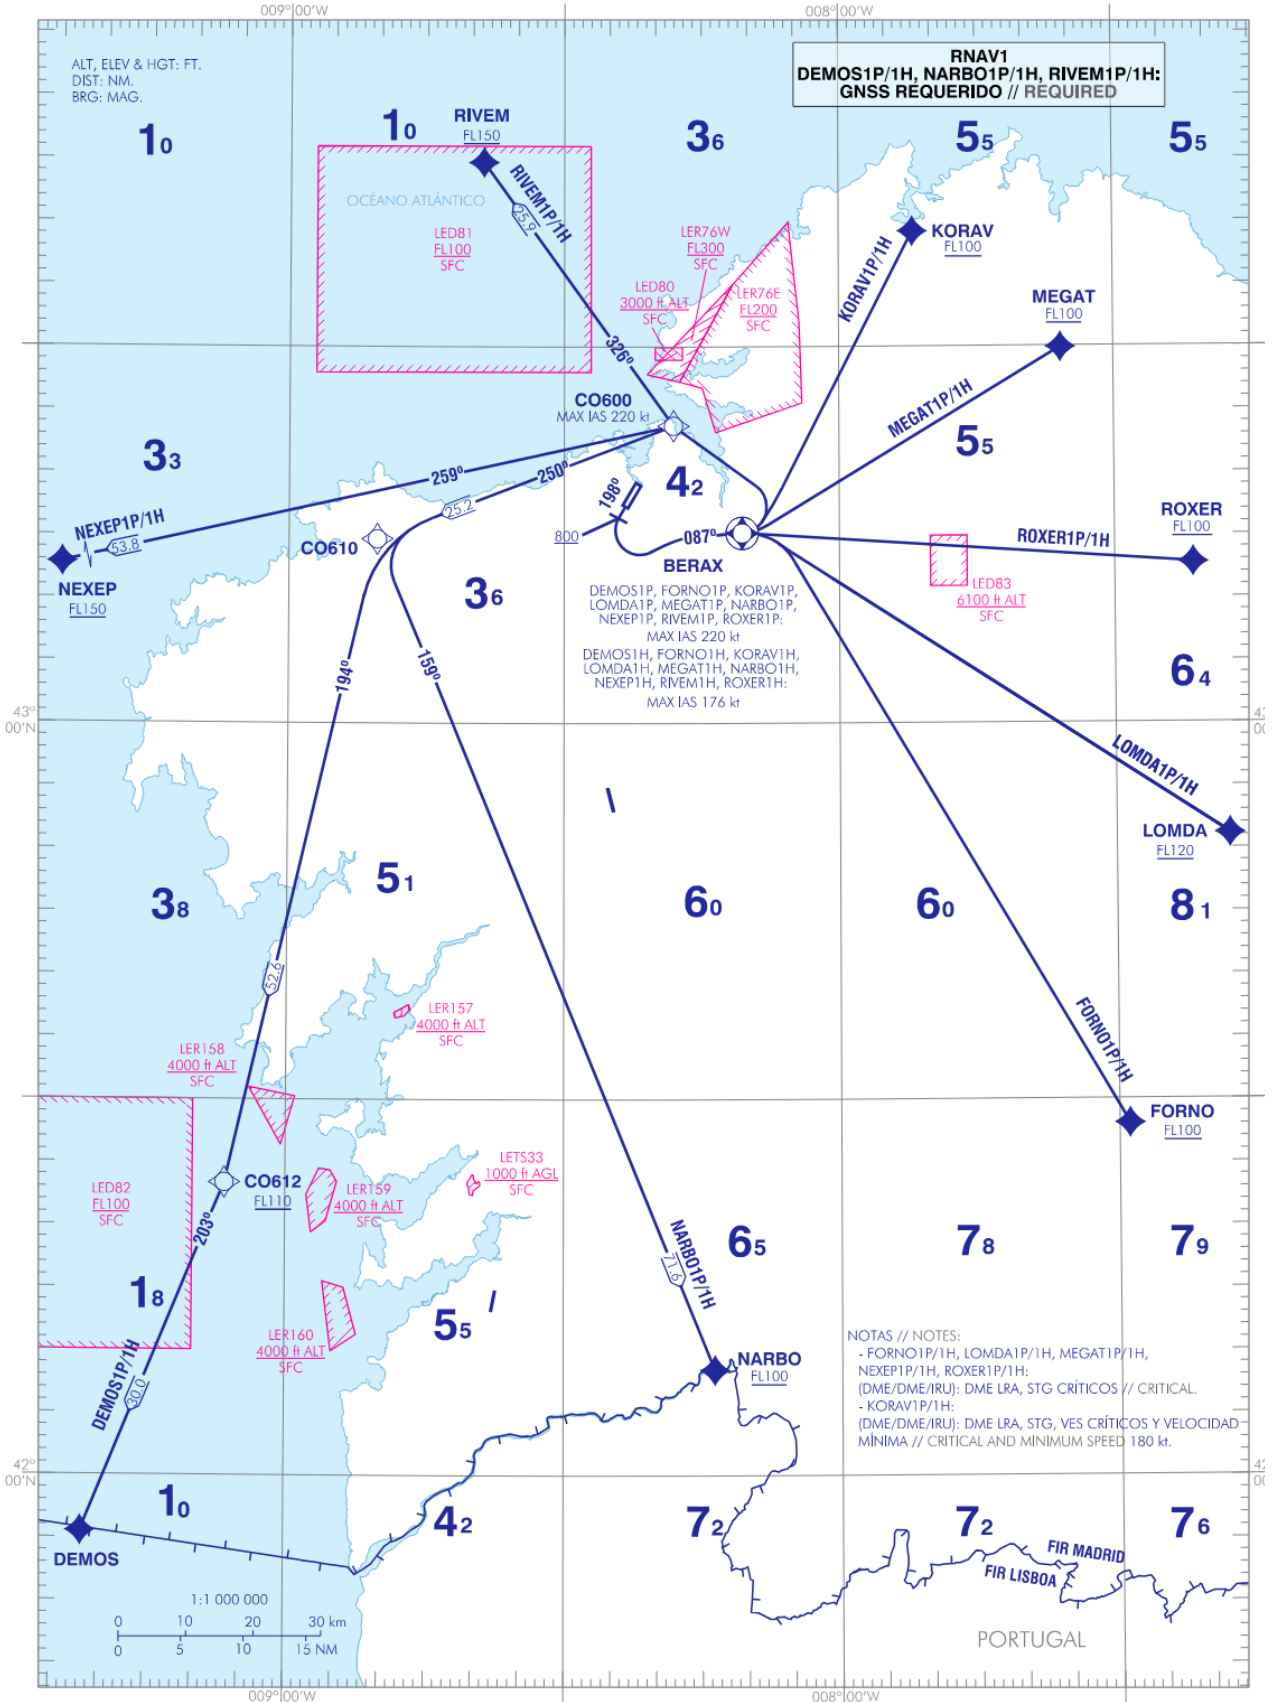 009°00'W
008°00'W
ALT, ELEV & HGT: FT.
DIST: NM.
BRG: MAG.
RNAV1
DEMOS1P/1H, NARBO1P/1H, RIVEM1P/1H:
GNSS REQUERIDO // REQUIRED
10
10
36
55
55
RIVEM
FL150
RIVEM1P/1H
25.9
326º
OCÉANO ATLÁNTICO
LED81
FL100
SFC
LER76W
FL300
SFC
LED80
3000 ft ALT
SFC
LER76E
FL200
SFC
KORAV
FL100
KORAV1P/1H
MEGAT
FL100
MEGAT1P/1H
CO600
MAX IAS 220 kt
33
42
55
259º
250º
25.2
NEXEP1P/1H
53.8
NEXEP
FL150
CO610
198º
800
087º
BERAX
ROXER
FL100
ROXER1P/1H
LED83
6100 ft ALT
SFC
36
DEMOS1P, FORNO1P, KORAV1P,
LOMDA1P, MEGAT1P, NARBO1P,
NEXEP1P, RIVEM1P, ROXER1P:
MAX IAS 220 kt
DEMOS1H, FORNO1H, KORAV1H,
LOMDA1H, MEGAT1H, NARBO1H,
NEXEP1H, RIVEM1H, ROXER1H:
MAX IAS 176 kt
194º
159º
64
43°
00'N
LOMDA1P/1H
LOMDA
FL120
38
51
60
60
81
52.6
LER157
4000 ft ALT
SFC
LER158
4000 ft ALT
SFC
FORNO1P/1H
FORNO
FL100
LED82
FL100
SFC
CO612
FL110
203º
LER159
4000 ft ALT
SFC
LETS33
1000 ft AGL
SFC
NARBO1P/1H
71.6
65
78
79
18
55
LER160
4000 ft ALT
SFC
DEMOS1P/1H
30.0
NARBO
FL100
NOTAS // NOTES:
- FORNO1P/1H, LOMDA1P/1H, MEGAT1P/1H,
NEXEP1P/1H, ROXER1P/1H:
(DME/DME/IRU): DME LRA, STG CRÍTICOS // CRITICAL.
- KORAV1P/1H:
(DME/DME/IRU): DME LRA, STG, VES CRÍTICOS Y VELOCIDAD
MÍNIMA // CRITICAL AND MINIMUM SPEED 180 kt.
42°
00'N
10
42
72
72
76
DEMOS
FIR MADRID
FIR LISBOA
1:1 000 000
0 10 20 30 km
0 5 10 15 NM
PORTUGAL
009°00'W
008°00'W